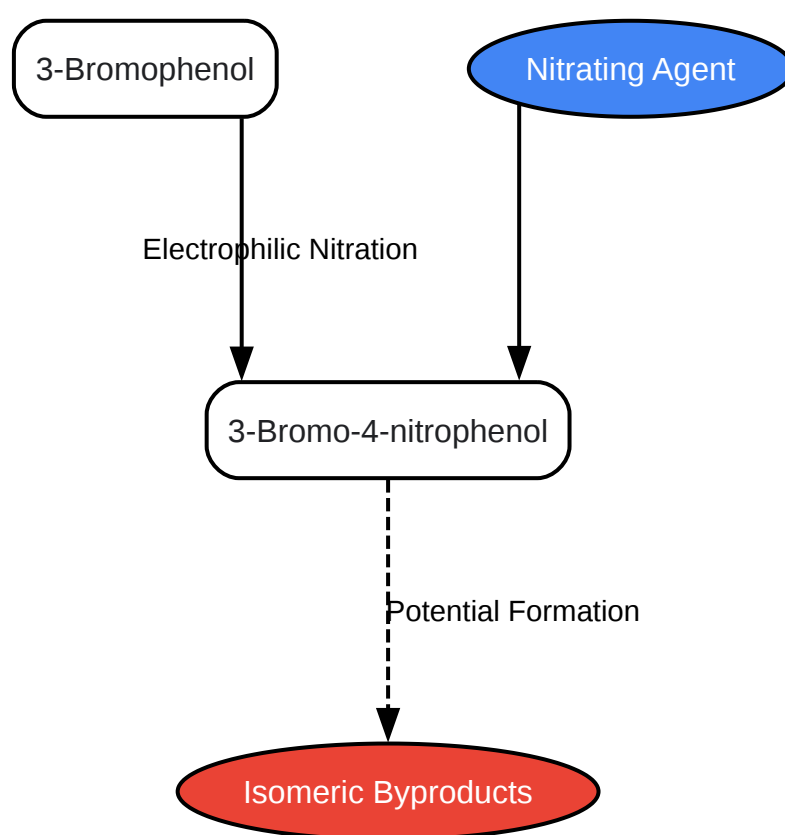 3-Bromophenol
Nitrating Agent
Electrophilic Nitration
3-Bromo-4-nitrophenol
Potential Formation
Isomeric Byproducts